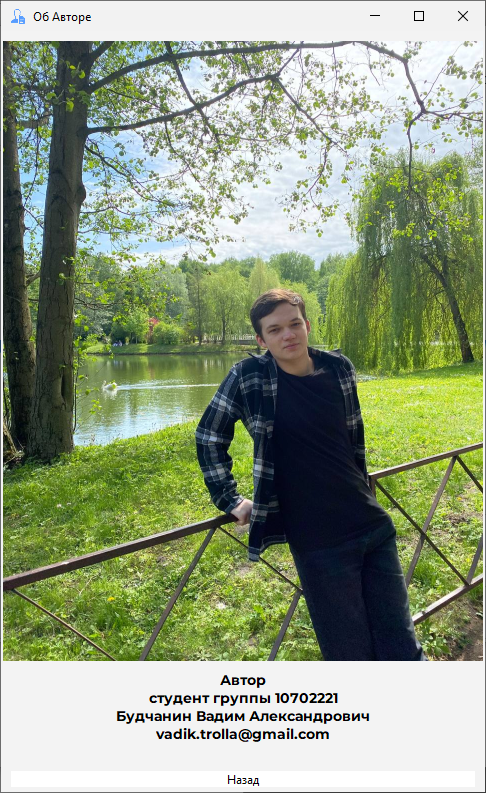 Об Авторе
Автор
студент группы 10702221
Будчанин Вадим Александрович
vadik.trolla@gmail.com
Назад